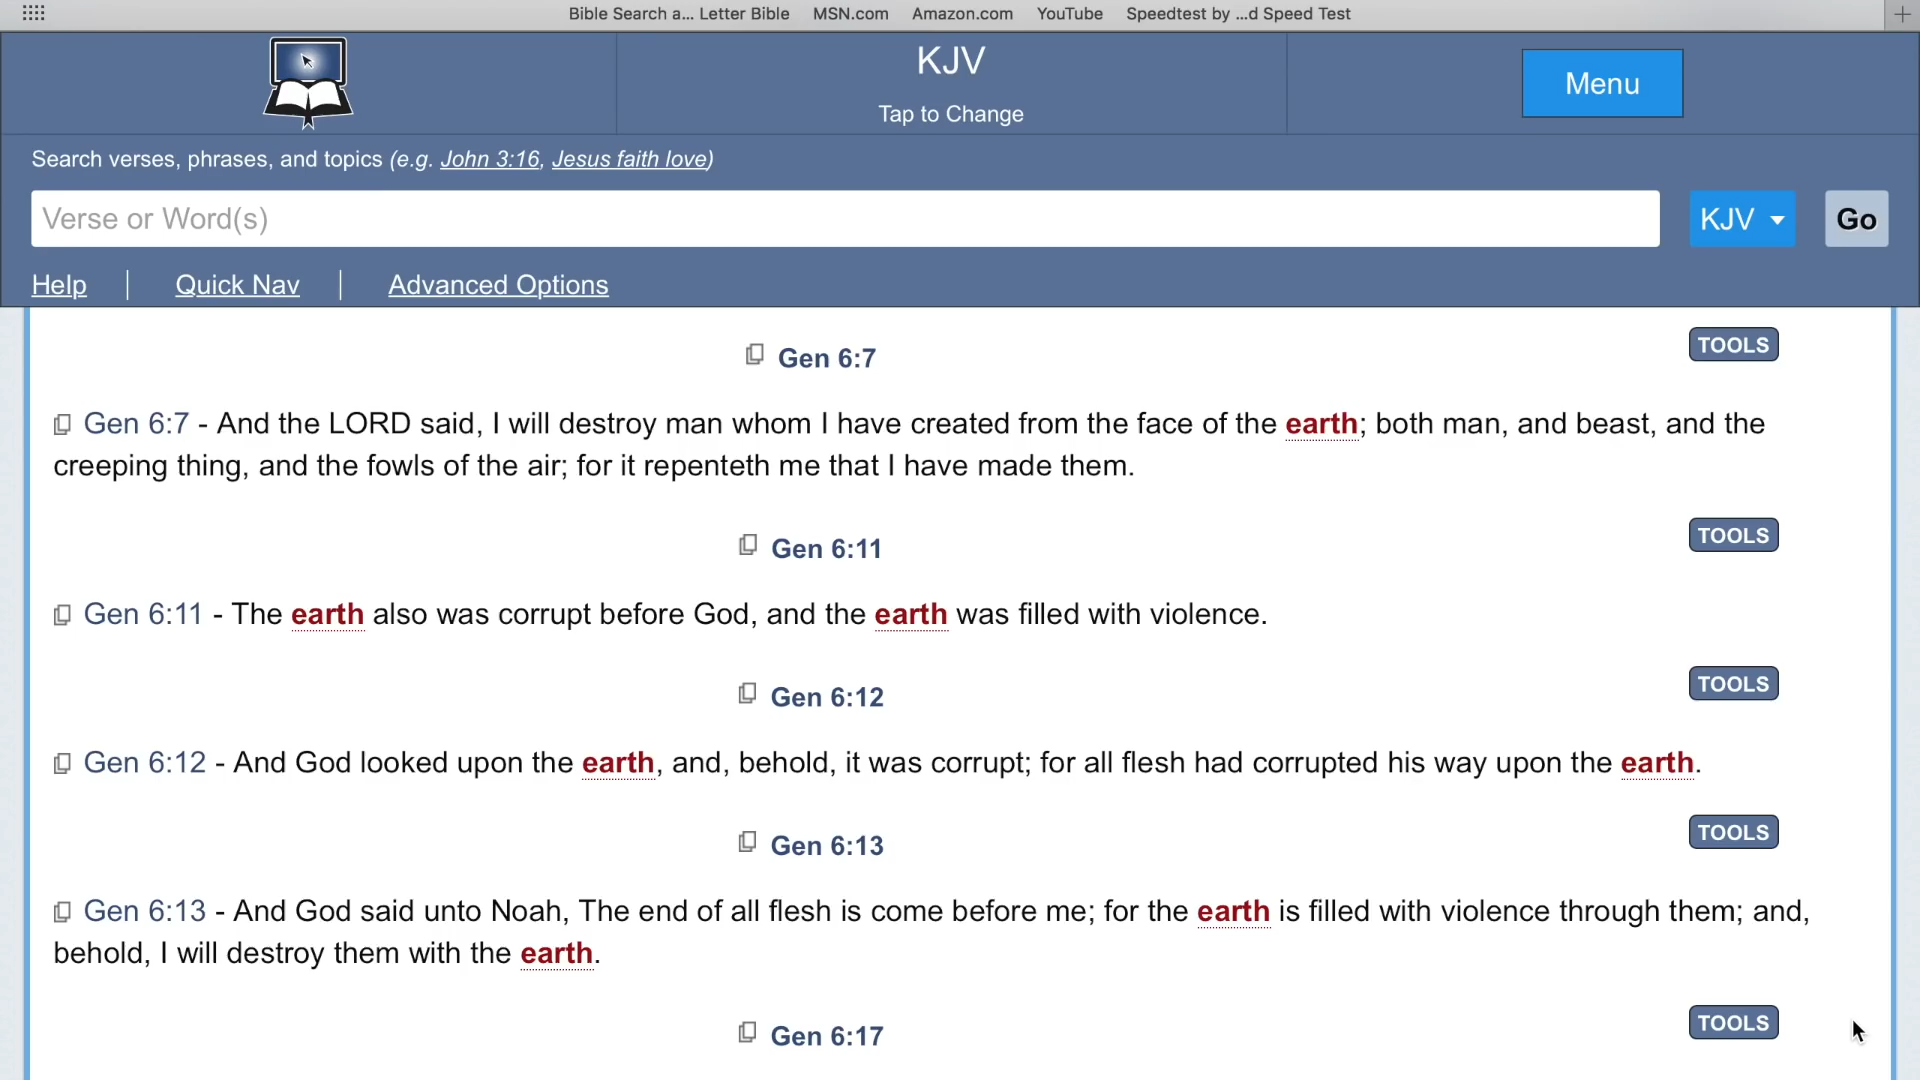 Bible Search a... Letter Bible MSN.com Amazon.com YouTube Speedtest by ...d Speed Test
KJV
Tap to Change
Menu
Search verses, phrases, and topics (e.g. John 3:16, Jesus faith love)
Verse or Word(s)
KJV
Go
Help | Quick Nav | Advanced Options
Gen 6:7
TOOLS
Gen 6:7 - And the LORD said, I will destroy man whom I have created from the face of the earth; both man, and beast, and the
creeping thing, and the fowls of the air; for it repenteth me that I have made them.
Gen 6:11
TOOLS
Gen 6:11 - The earth also was corrupt before God, and the earth was filled with violence.
Gen 6:12
TOOLS
Gen 6:12 - And God looked upon the earth, and, behold, it was corrupt; for all flesh had corrupted his way upon the earth.
Gen 6:13
TOOLS
Gen 6:13 - And God said unto Noah, The end of all flesh is come before me; for the earth is filled with violence through them; and,
behold, I will destroy them with the earth.
Gen 6:17
TOOLS